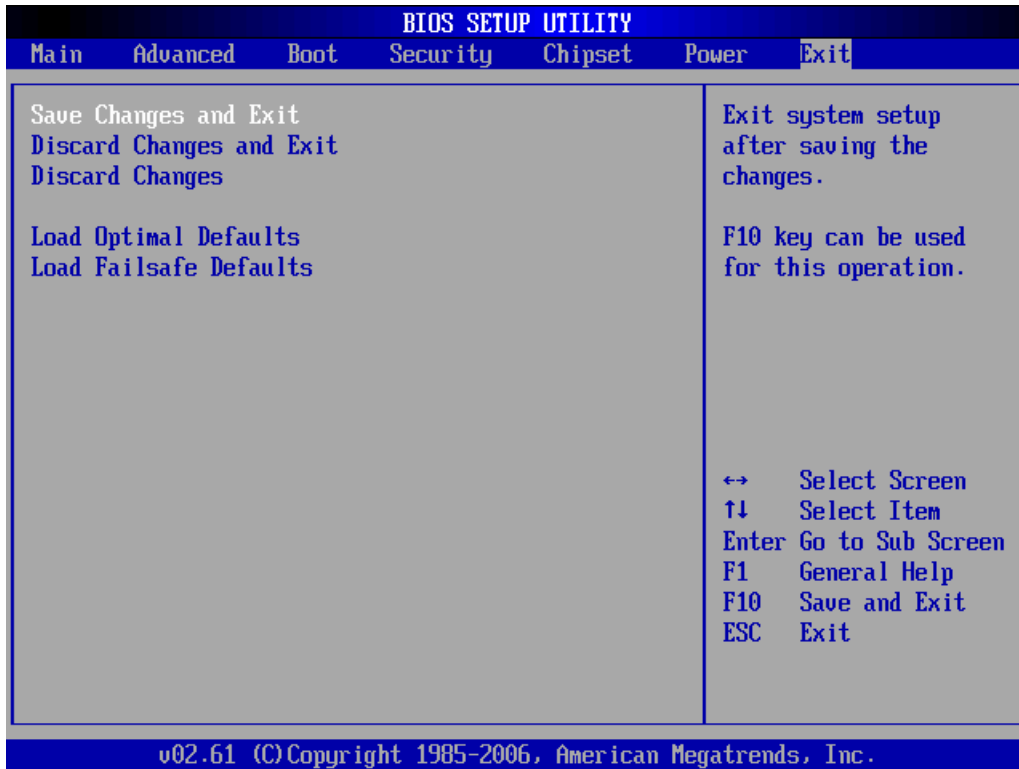 BIOS SETUP UTILITY
Main Advanced Boot Security Chipset Power Exit
Save Changes and Exit
Discard Changes and Exit
Discard Changes
Load Optimal Defaults
Load Failsafe Defaults
Exit system setup
after saving the
changes.
F10 key can be used
for this operation.
←→ Select Screen
↑↓ Select Item
Enter Go to Sub Screen
F1 General Help
F10 Save and Exit
ESC Exit
v02.61 (C)Copyright 1985-2006, American Megatrends, Inc.